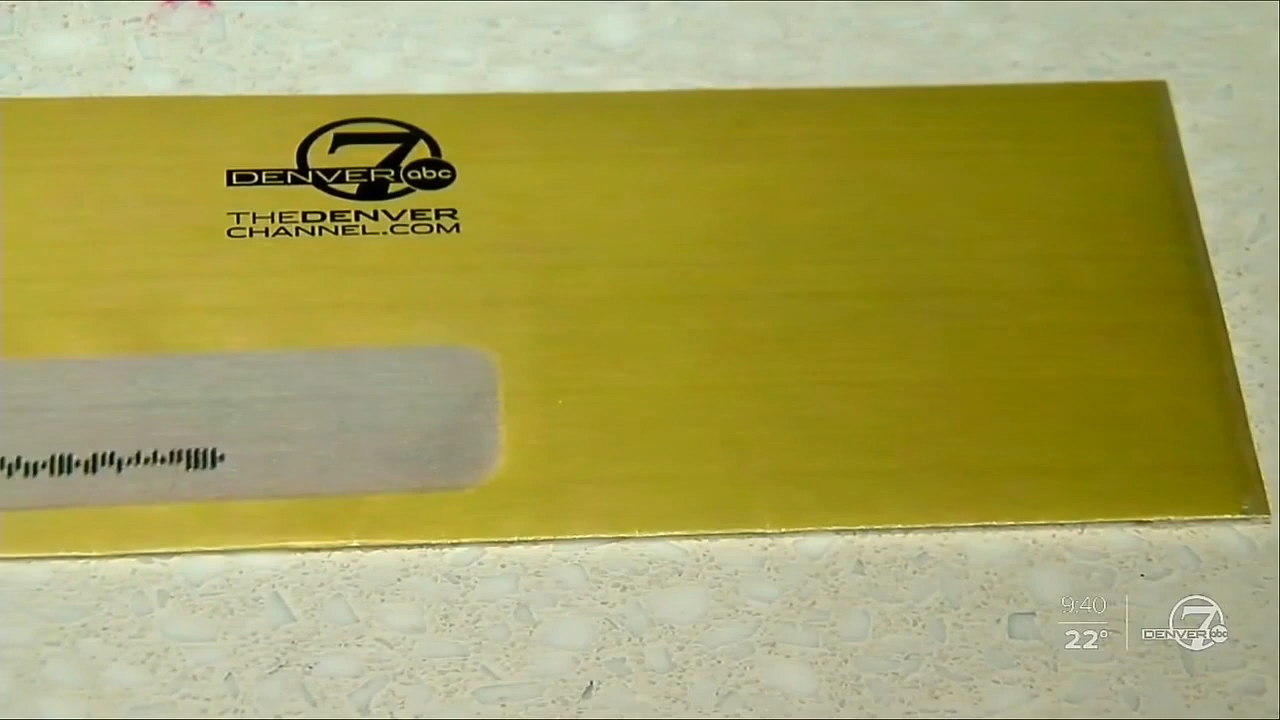 7
DENVER abc
THEDENVER
CHANNEL.COM
9:40
22°
7
DENVER abc